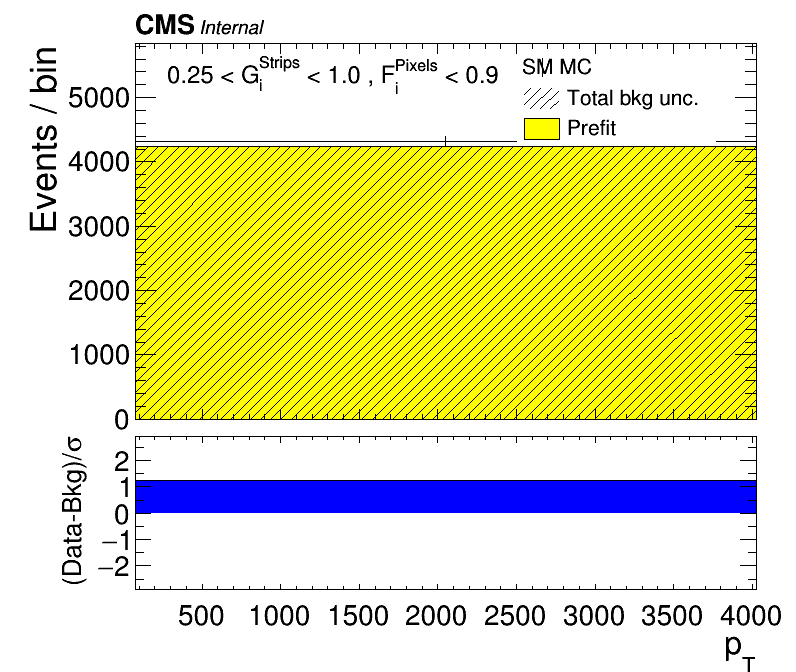 CMS Internal
0.25 < G_i^Strips < 1.0 , F_i^Pixels < 0.9
SM MC
Total bkg unc.
Prefit
Events / bin
5000
4000
3000
2000
1000
0
(Data-Bkg)/σ
2
1
0
−1
−2
500 1000 1500 2000 2500 3000 3500 4000
p_T